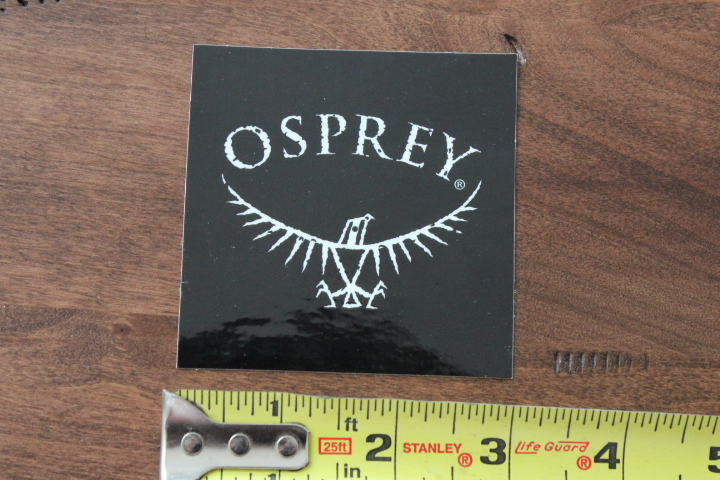 OSPREY®
1 ft
25ft 2 STANLEY® 3 Life Guard® 4 5
in